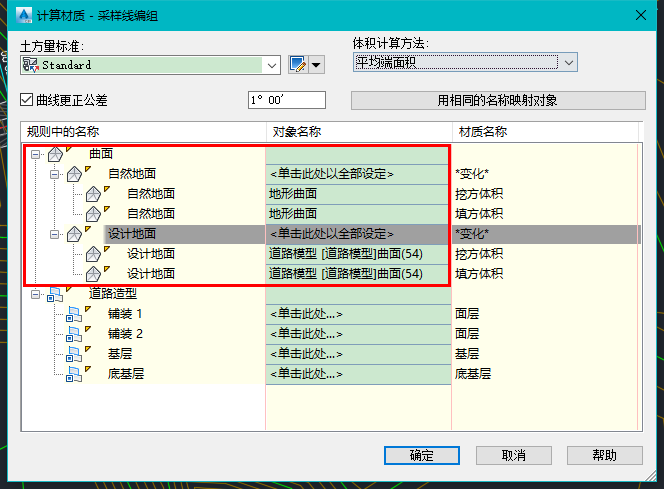 计算材质 - 采样线编组
土方量标准:
体积计算方法:
Standard
平均端面积
曲线更正公差
1° 00'
用相同的名称映射对象
规则中的名称 对象名称 材质名称
曲面
自然地面 <单击此处以全部设定> *变化*
自然地面 地形曲面 挖方体积
自然地面 地形曲面 填方体积
设计地面 <单击此处以全部设定> *变化*
设计地面 道路模型 [道路模型]曲面(54) 挖方体积
设计地面 道路模型 [道路模型]曲面(54) 填方体积
道路造型
铺装 1 <单击此处...> 面层
铺装 2 <单击此处...> 面层
基层 <单击此处...> 基层
底基层 <单击此处...> 底基层
确定 取消 帮助